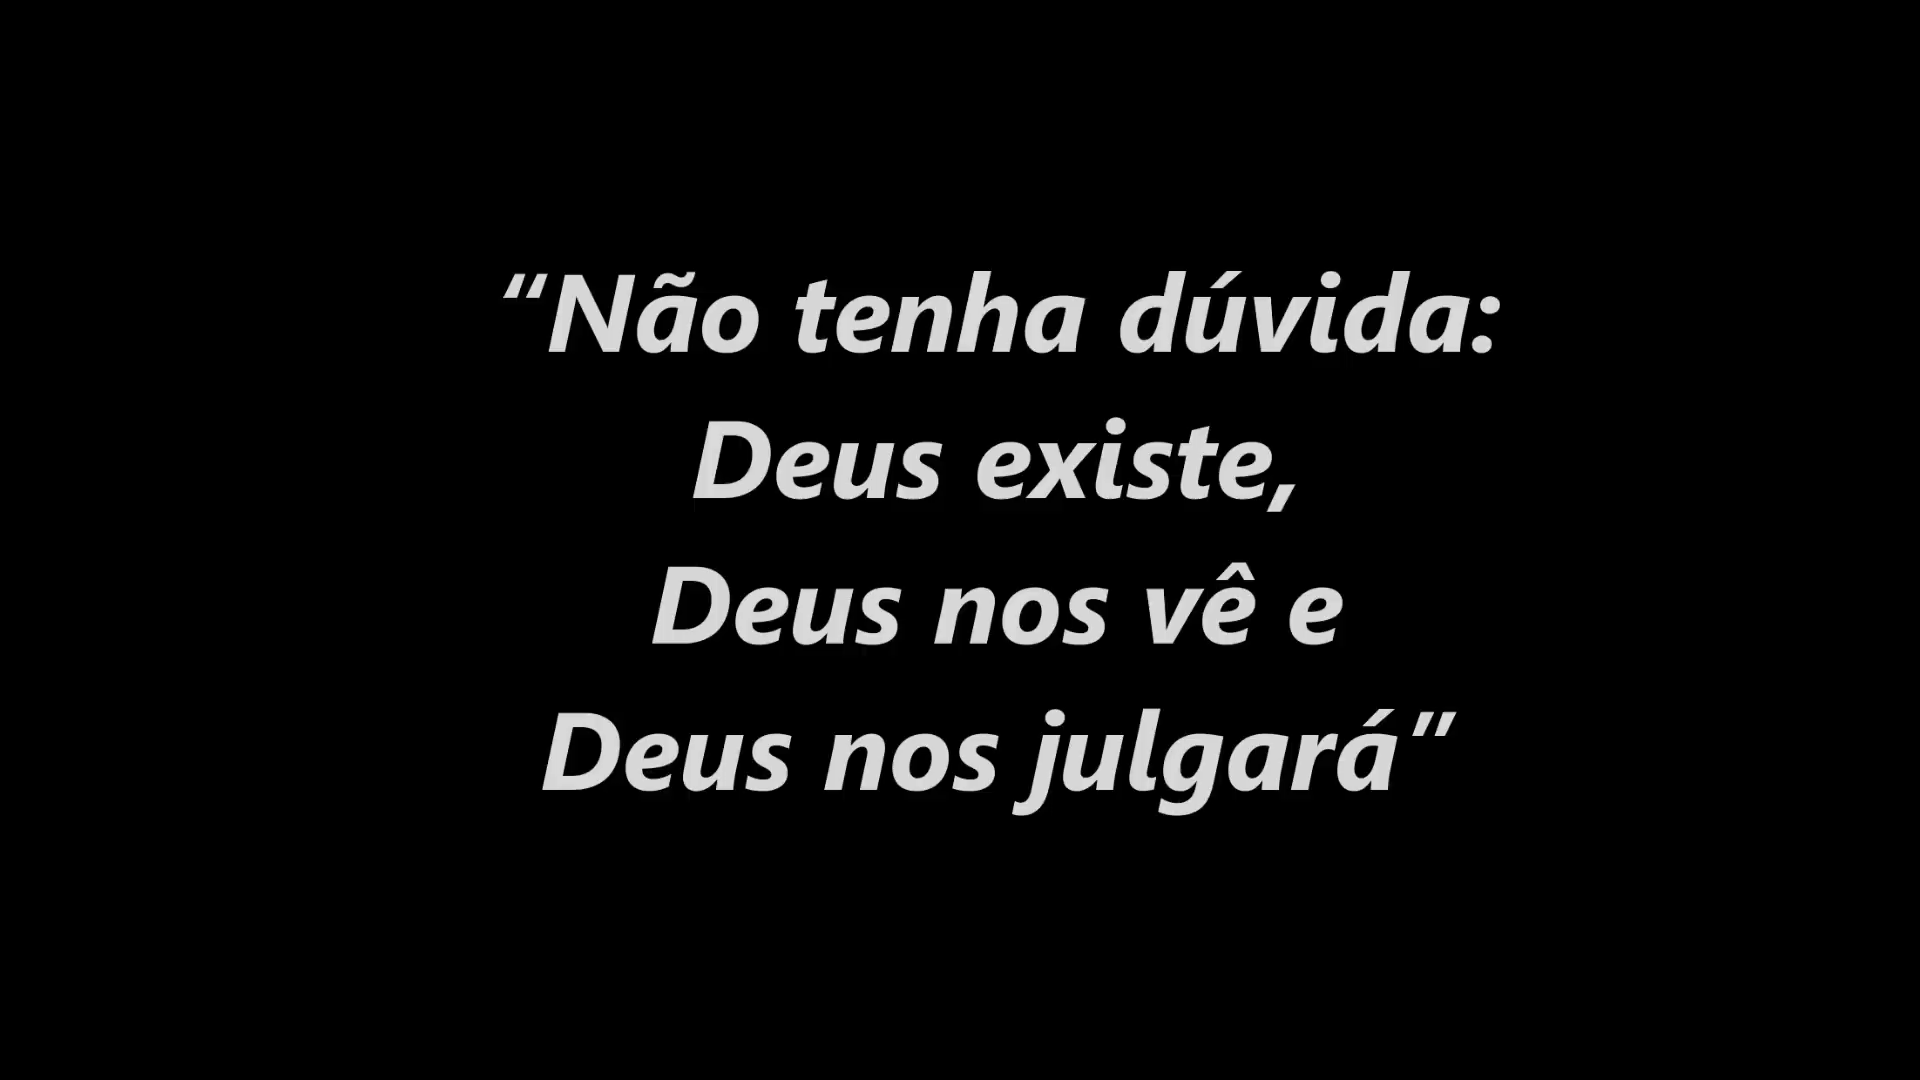 “Não tenha dúvida:
Deus existe,
Deus nos vê e
Deus nos julgará”